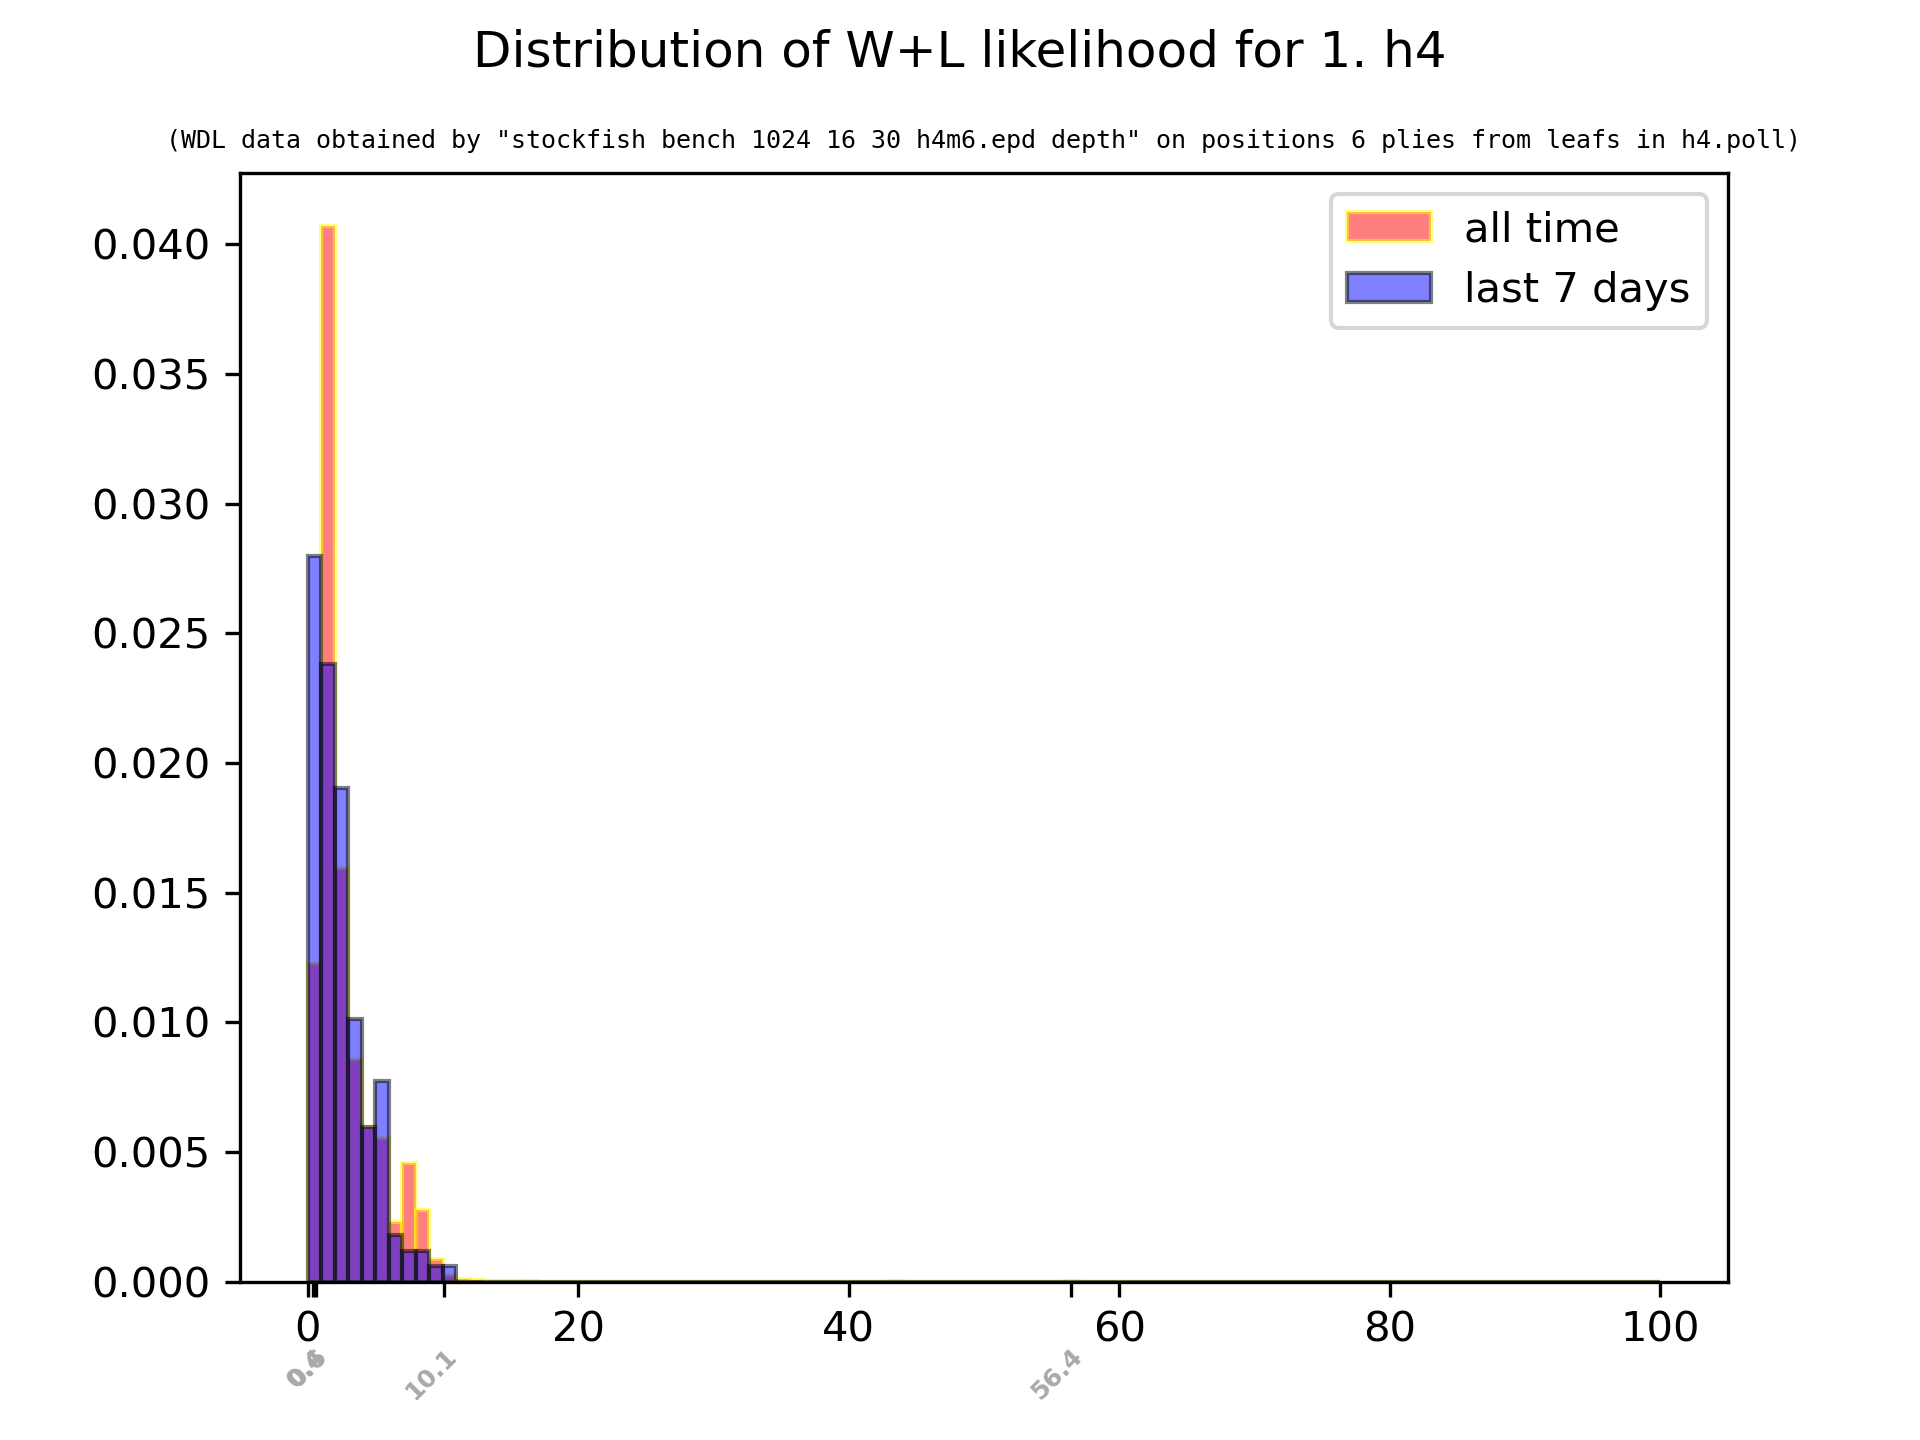 Distribution of W+L likelihood for 1. h4
(WDL data obtained by "stockfish bench 1024 16 30 h4m6.epd depth" on positions 6 plies from leafs in h4.poll)
all time
last 7 days
0.040
0.035
0.030
0.025
0.020
0.015
0.010
0.005
0.000
0 20 40 60 80 100
10.1 56.4